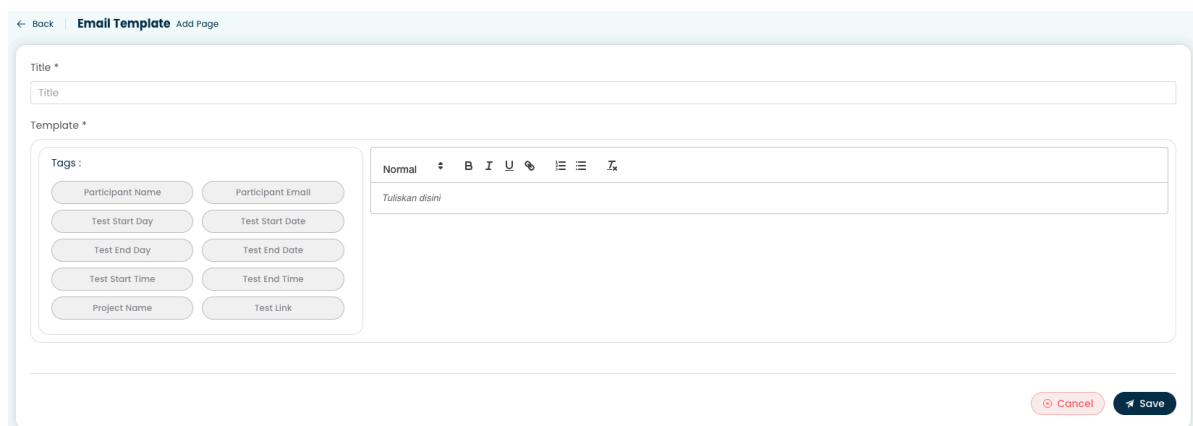 Back Email Template Add Page
Title *
Title
Template *
Tags :
Participant Name Participant Email
Test Start Day Test Start Date
Test End Day Test End Date
Test Start Time Test End Time
Project Name Test Link
Normal B I U
Tuliskan disini
Cancel Save